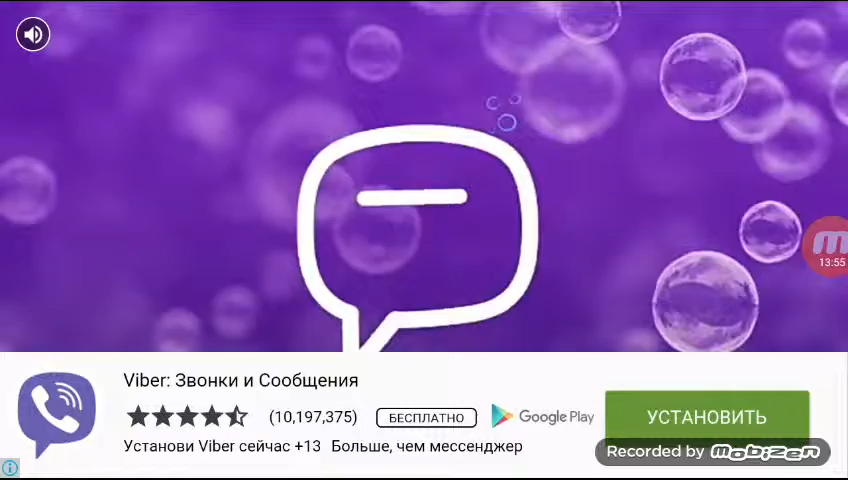 13:55
Viber: Звонки и Сообщения
(10,197,375) БЕСПЛАТНО Google Play УСТАНОВИТЬ
Установи Viber сейчас +13 Больше, чем мессенджер
Recorded by mobizen